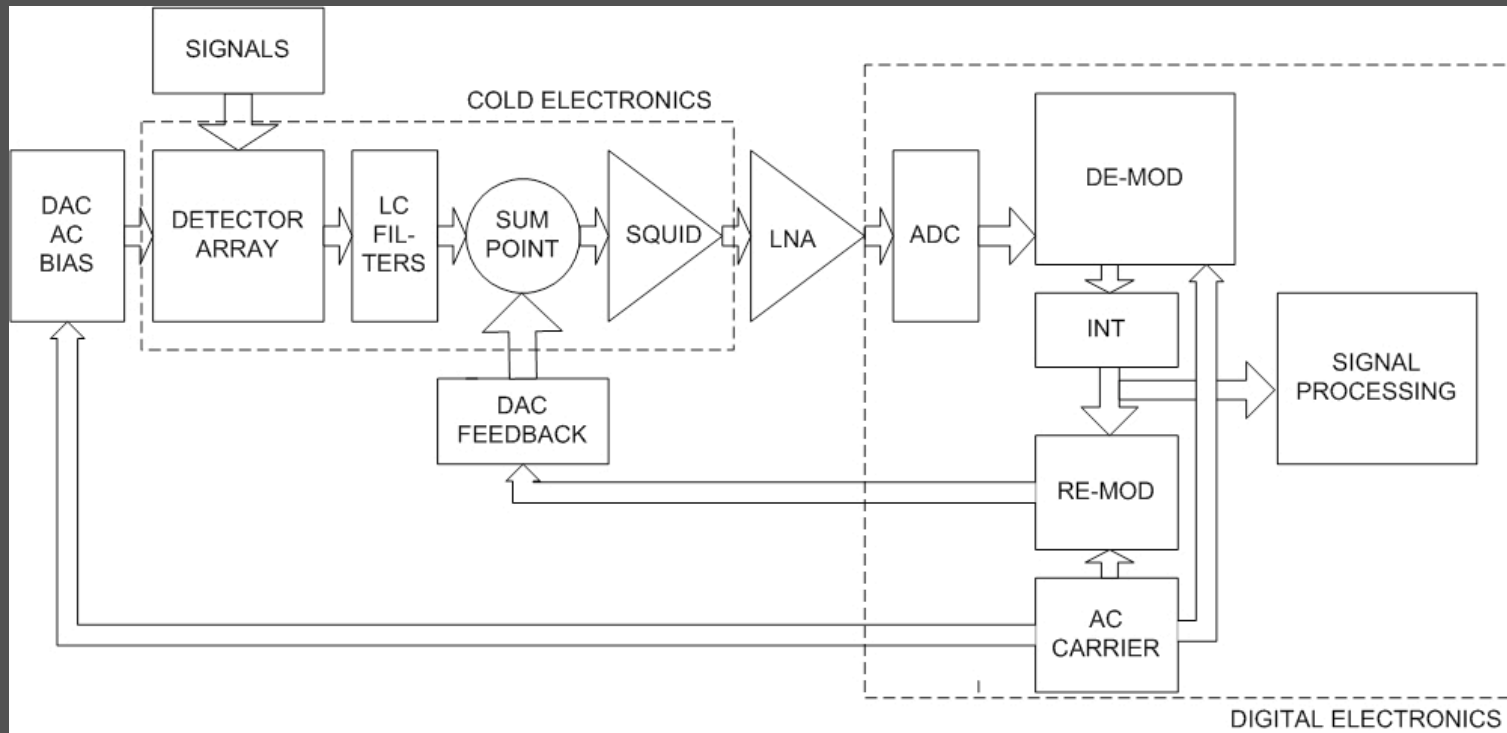 SIGNALS
COLD ELECTRONICS
DAC
AC
BIAS
DETECTOR
ARRAY
LC
FIL-
TERS
SUM
POINT
SQUID
LNA
ADC
DE-MOD
INT
SIGNAL
PROCESSING
DAC
FEEDBACK
RE-MOD
AC
CARRIER
DIGITAL ELECTRONICS